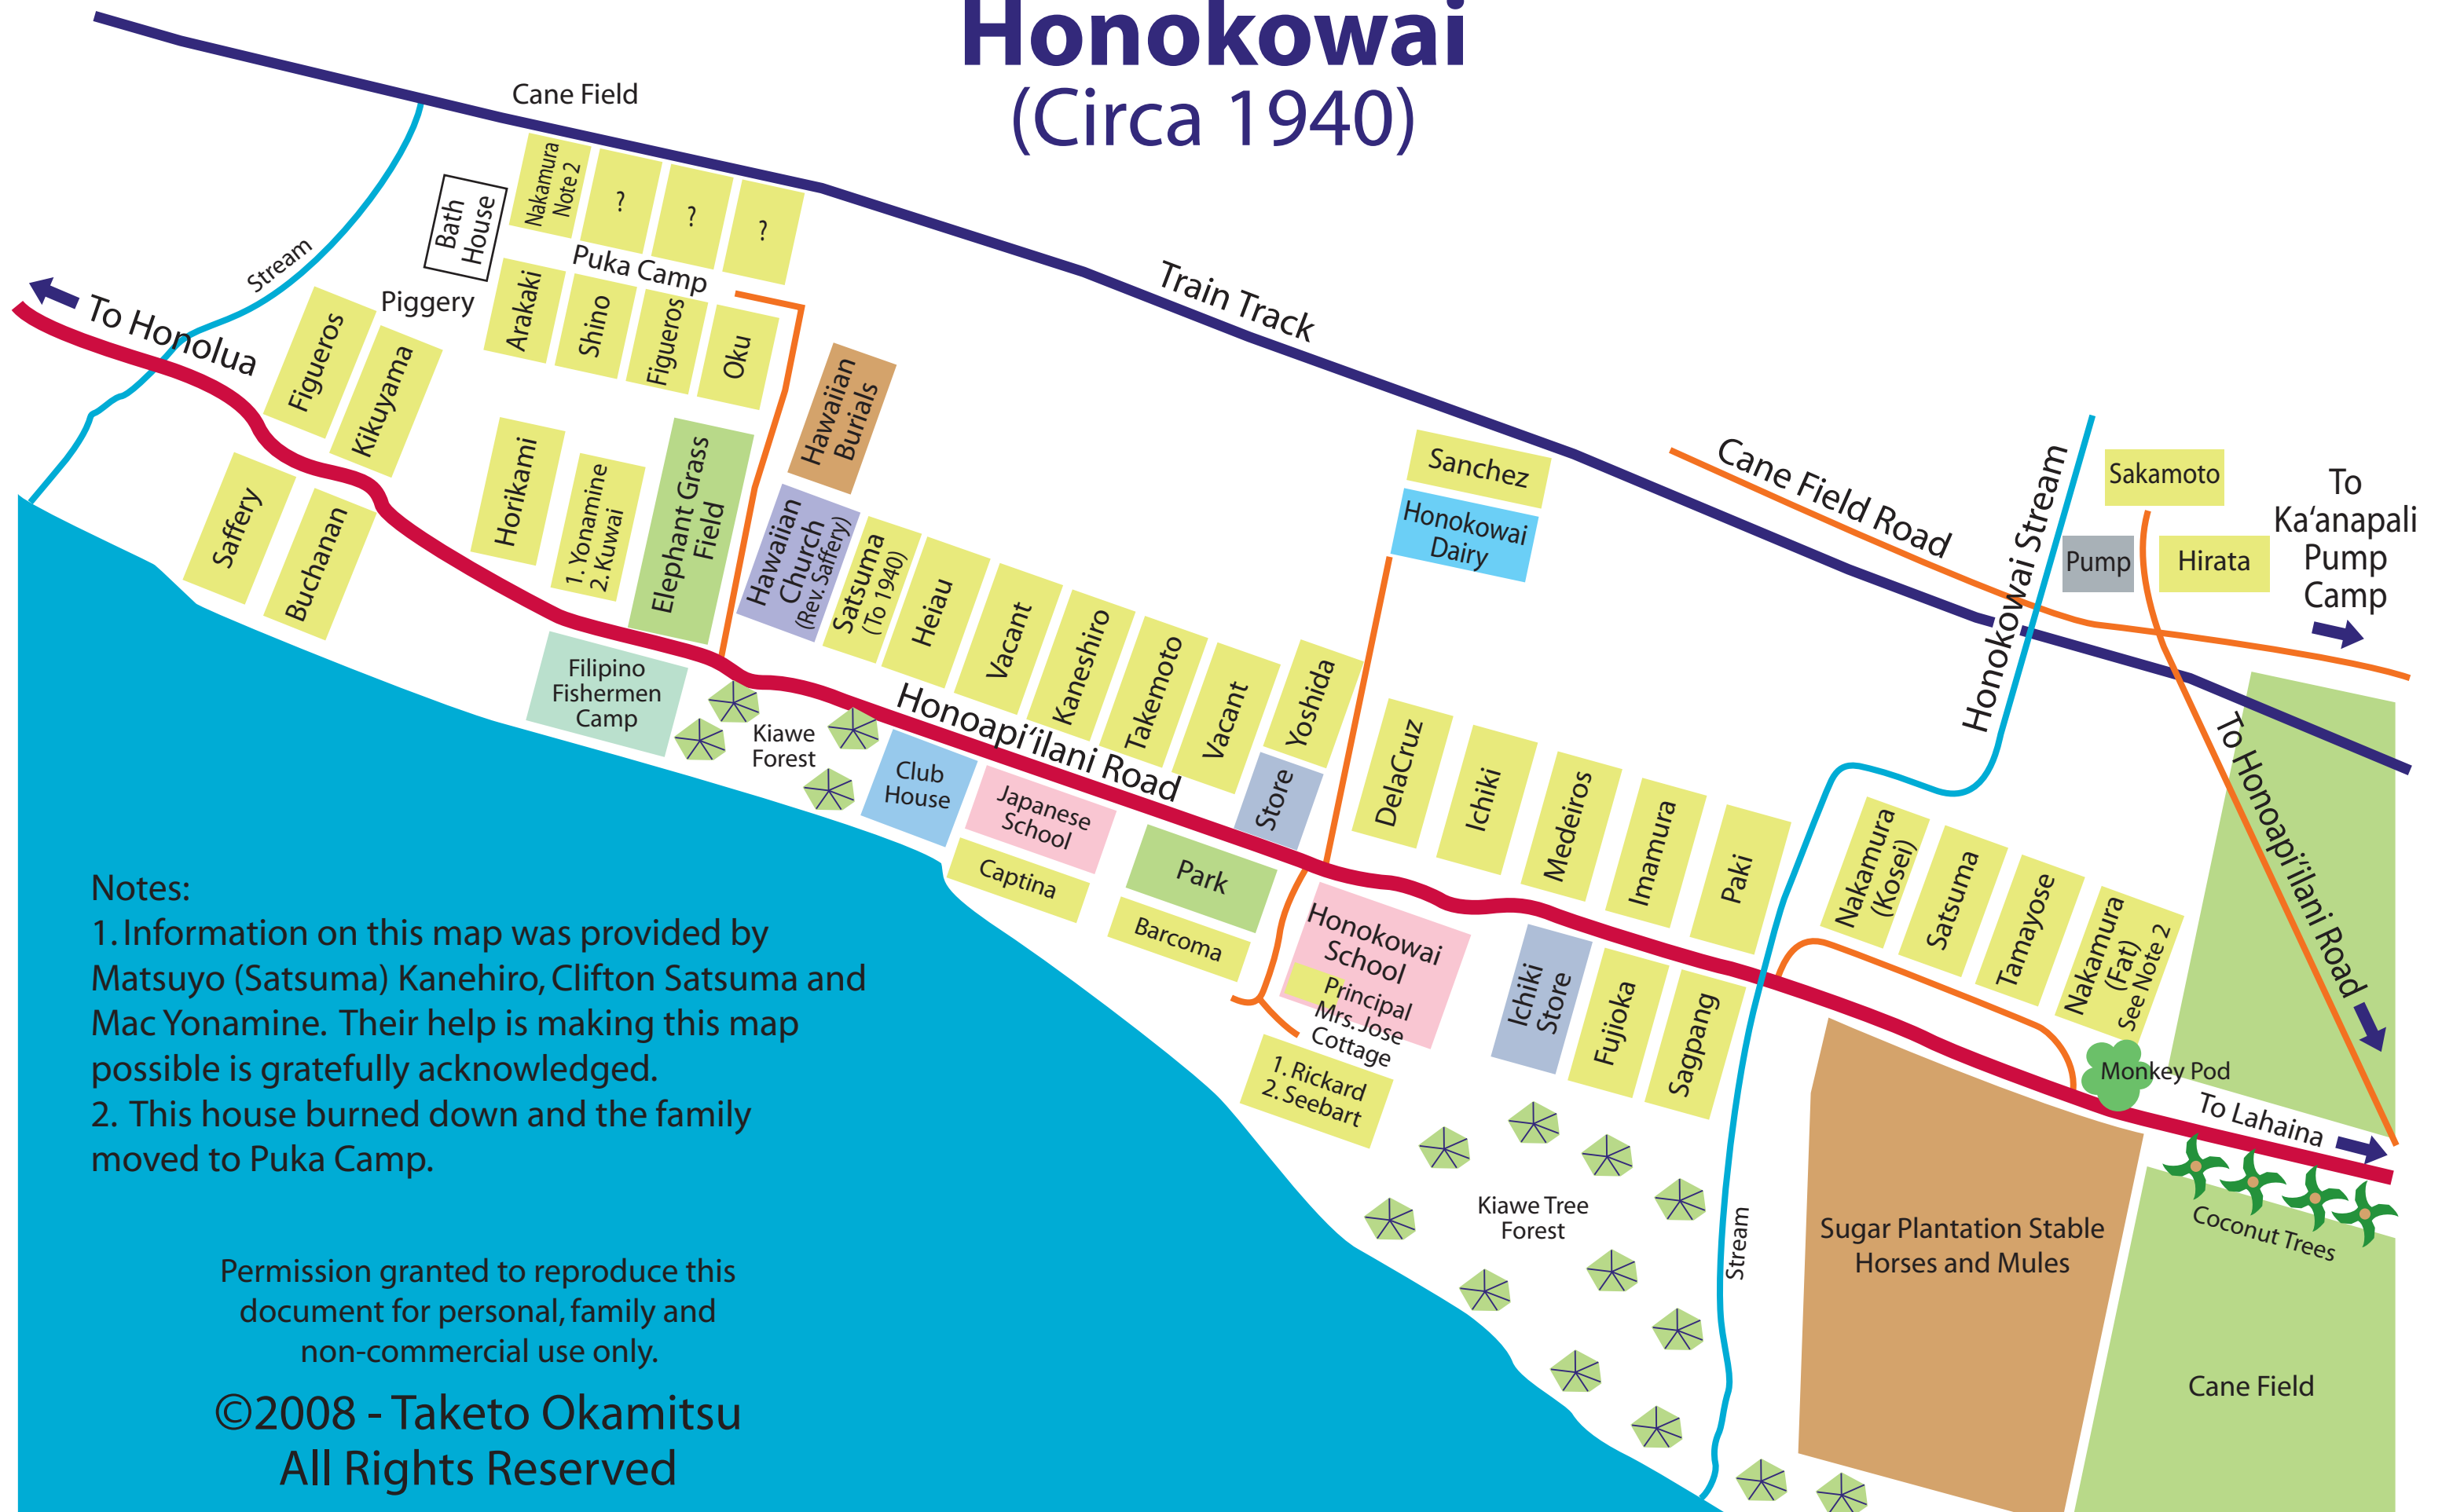 Honokowai
(Circa 1940)
Cane Field
Nakamura
Note 2
?
?
?
Bath
House
Puka Camp
Stream
Piggery
Arakaki
Shino
Figueros
Oku
To Honolua
Figueros
Kikuyama
Saffery
Buchanan
Horikami
1. Yonamine
2. Kuwai
Elephant Grass
Field
Hawaiian
Burials
Hawaiian
Church
(Rev. Saffery)
Satsuma
(To 1940)
Heiau
Vacant
Kaneshiro
Takemoto
Vacant
Yoshida
Store
Train Track
Sanchez
Honokowai
Dairy
Cane Field Road
Honokowai Stream
Sakamoto
Pump
Hirata
To
Ka‘anapali
Pump
Camp
To Honoapi‘ilani Road
Filipino
Fishermen
Camp
Kiawe
Forest
Honoapi‘ilani Road
Club
House
Japanese
School
Captina
Park
Barcoma
DelaCruz
Ichiki
Medeiros
Imamura
Paki
Honokowai
School
Principal
Mrs. Jose
Cottage
1. Rickard
2. Seebart
Ichiki
Store
Fujioka
Sagpang
Nakamura
(Kosei)
Satsuma
Tamayose
Nakamura
(Fat)
See Note 2
Monkey Pod
To Lahaina
Coconut Trees
Kiawe Tree
Forest
Stream
Sugar Plantation Stable
Horses and Mules
Cane Field
Notes:
1. Information on this map was provided by
Matsuyo (Satsuma) Kanehiro, Clifton Satsuma and
Mac Yonamine. Their help is making this map
possible is gratefully acknowledged.
2. This house burned down and the family
moved to Puka Camp.
Permission granted to reproduce this
document for personal, family and
non-commercial use only.
©2008 - Taketo Okamitsu
All Rights Reserved